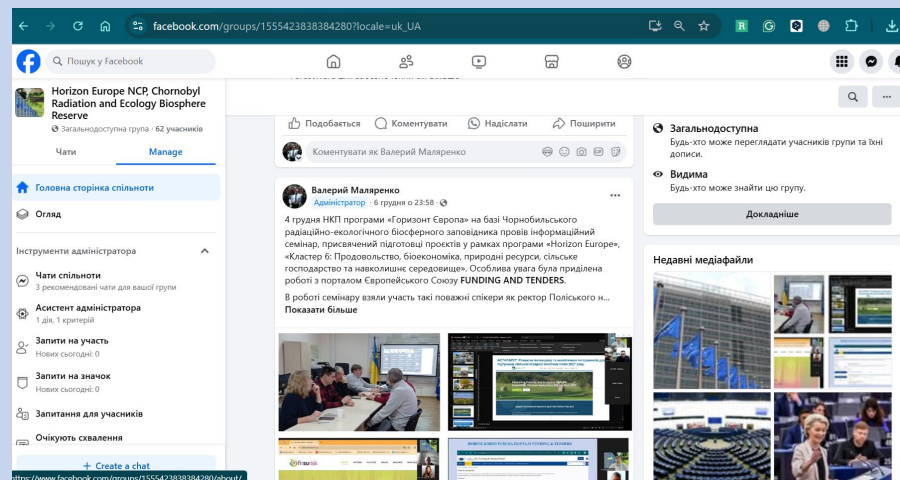 facebook.com/groups/1555423838384280?locale=uk_UA
Пошук у Facebook
Horizon Europe NCP, Chornobyl
Radiation and Ecology Biosphere
Reserve
Загальнодоступна група · 62 учасників
Чати
Manage
Головна сторінка спільноти
Огляд
Інструменти адміністратора
Чати спільноти
3 рекомендовані чати для вашої групи
Асистент адміністратора
1 дія, 1 критерій
Запити на участь
Нових сьогодні: 0
Запити на значок
Нових сьогодні: 0
Запитання для учасників
Очікують схвалення
+ Create a chat
https://www.facebook.com/groups/1555423838384280/about/
Подобається
Коментувати
Надіслати
Поширити
Коментувати як Валерий Маляренко
Валерий Маляренко
Адміністратор · 6 грудня о 23:58
4 грудня НКП програми «Горизонт Європа» на базі Чорнобильського
радіаційно-екологічного біосферного заповідника провів інформаційний
семінар, присвячений підготовці проєктів у рамках програми «Horizon Europe»,
«Кластер 6: Продовольство, біоекономіка, природні ресурси, сільське
господарство та навколишнє середовище». Особлива увага була приділена
роботі з порталом Європейського Союзу FUNDING AND TENDERS.
В роботі семінару взяли участь такі поважні спікери як ректор Поліського н...
Показати більше
Загальнодоступна
Будь-хто може переглядати учасників групи та їхні
дописи.
Видима
Будь-хто може знайти цю групу.
Докладніше
Недавні медіафайли